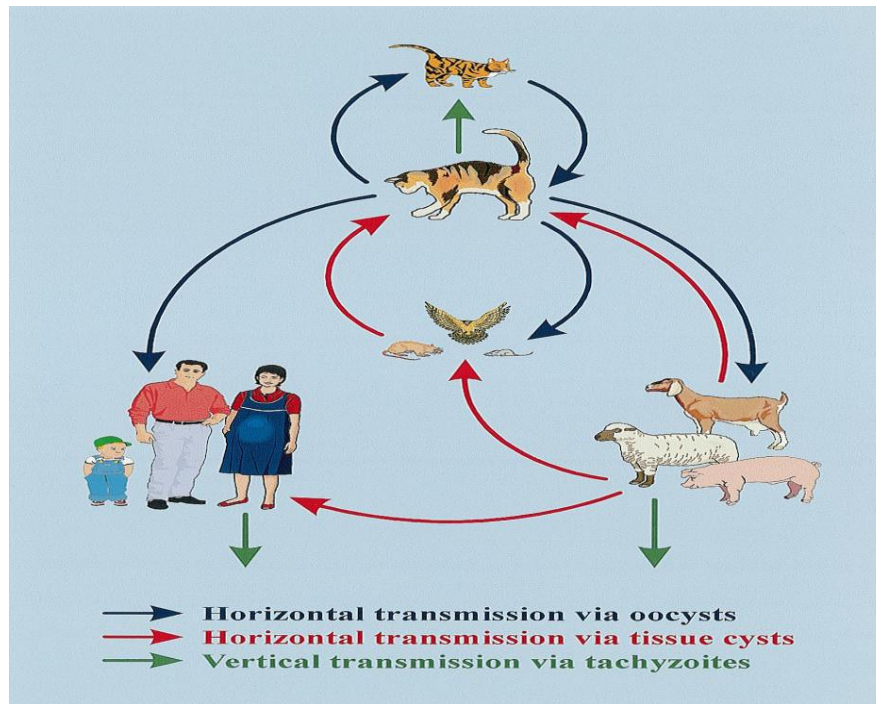 Horizontal transmission via oocysts
Horizontal transmission via tissue cysts
Vertical transmission via tachyzoites